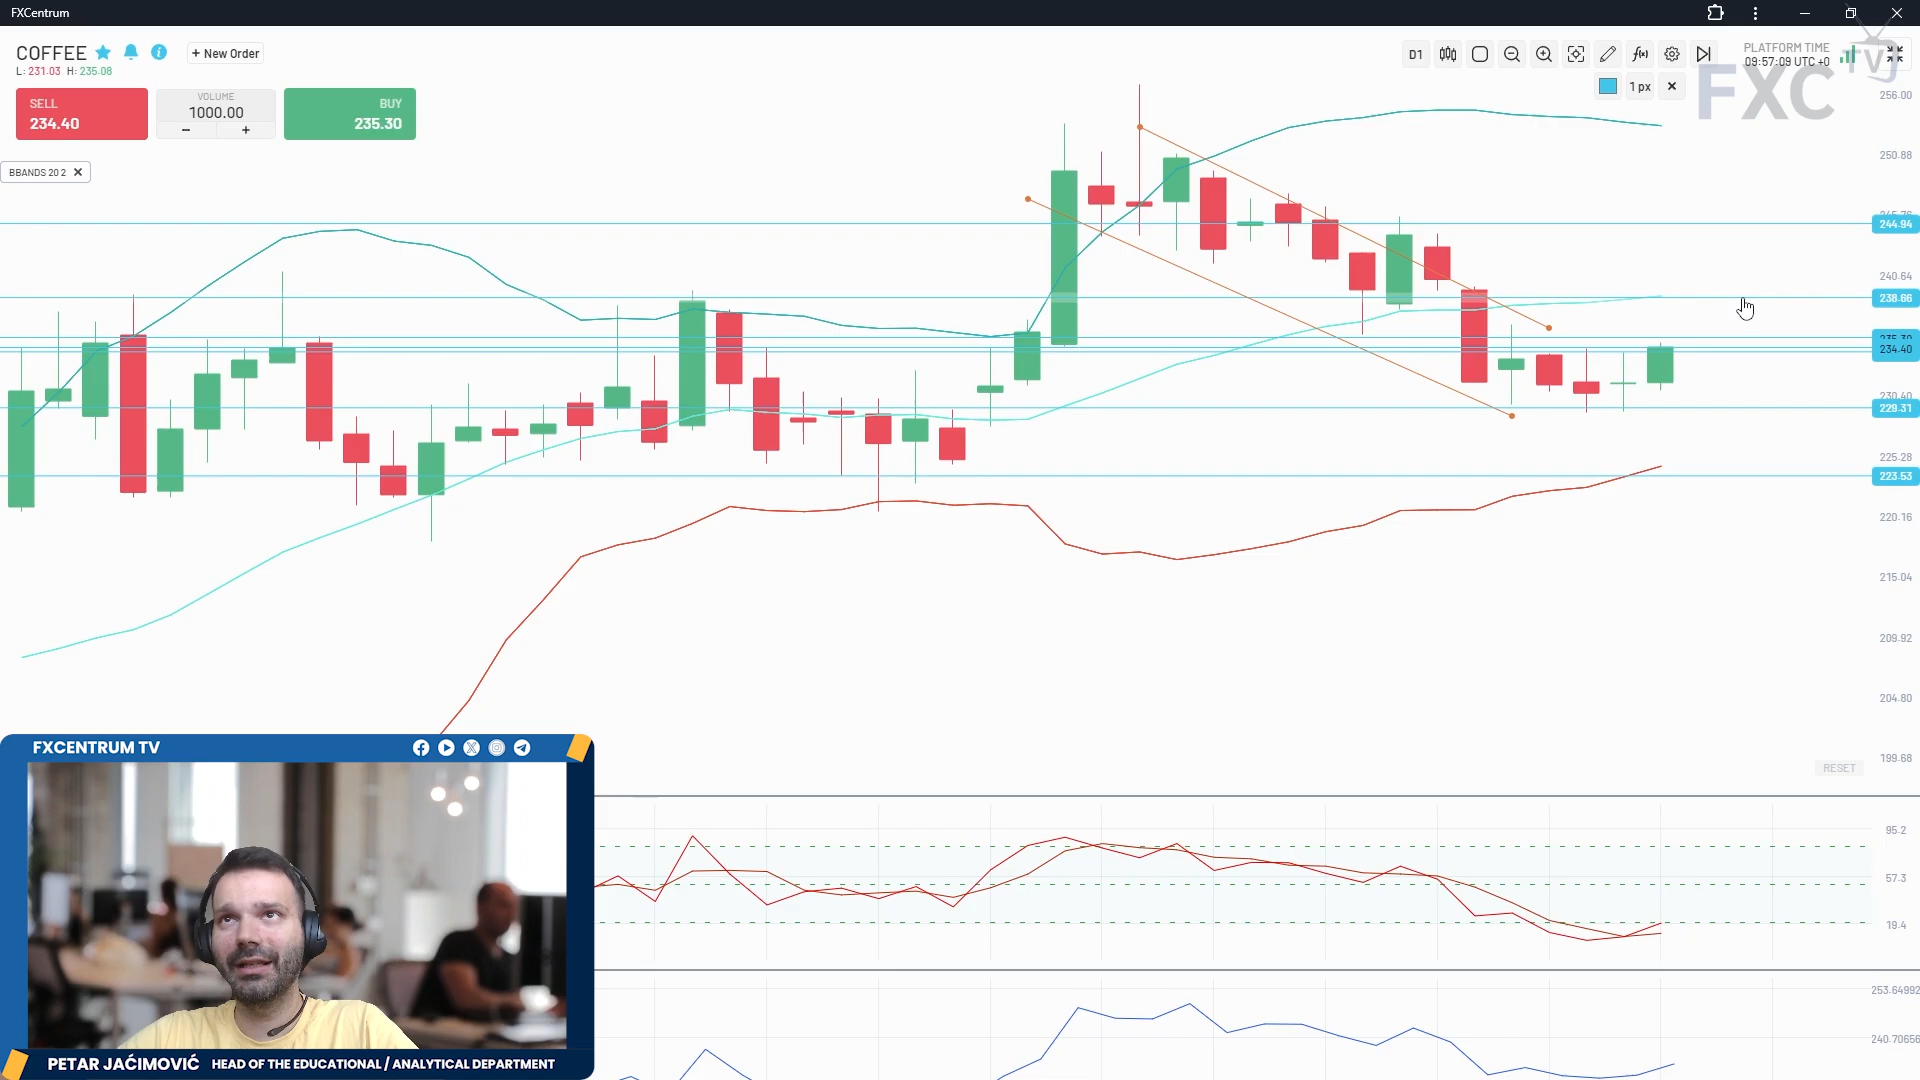 FXCentrum
COFFEE
+ New Order
L: 231.03 H: 235.08
SELL
234.40
VOLUME
1000.00
BUY
235.30
BBANDS 20 2
D1
f(x)
PLATFORM TIME
09:57:09 UTC +0
1 px
FXC
TV
256.00
250.88
244.94
240.64
238.66
234.40
230.40
229.31
225.28
223.53
220.16
215.04
209.92
204.80
199.68
RESET
95.2
57.3
19.4
253.64992
240.70656
FXCENTRUM TV
PETAR JAĆIMOVIĆ HEAD OF THE EDUCATIONAL / ANALYTICAL DEPARTMENT